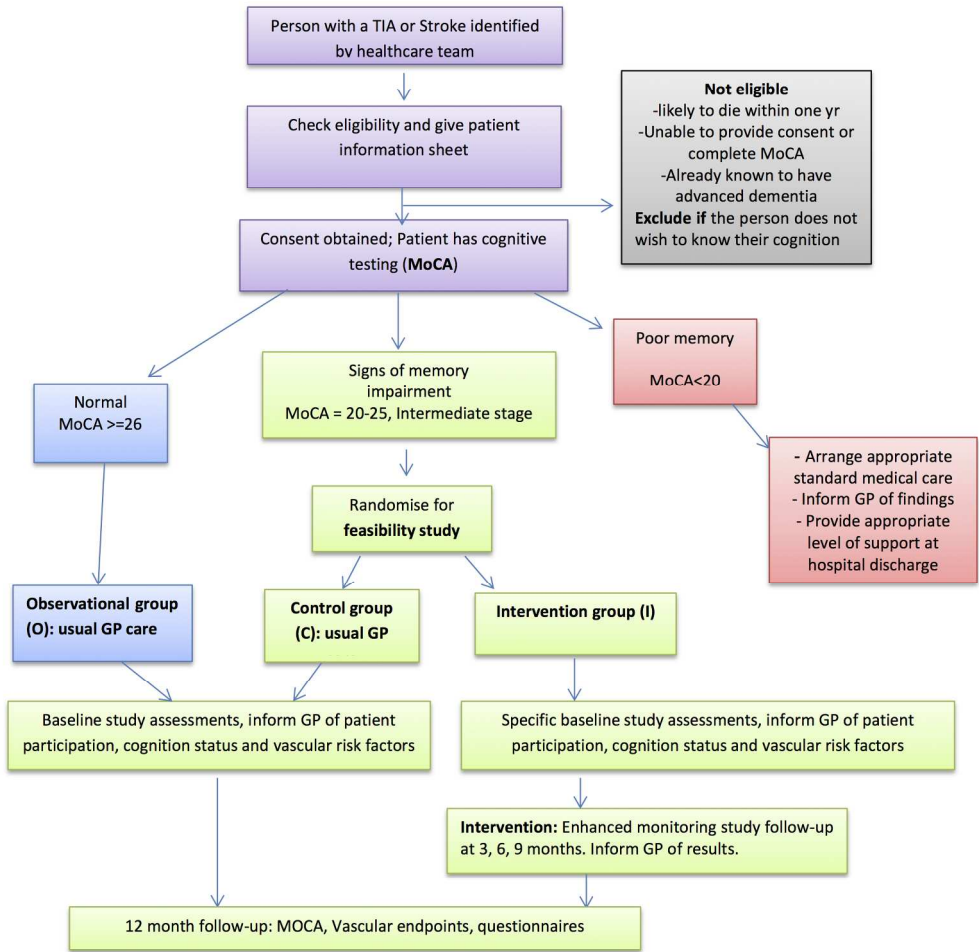 Person with a TIA or Stroke identified
by healthcare team
Check eligibility and give patient
information sheet
Not eligible
-likely to die within one yr
-Unable to provide consent or
complete MoCA
-Already known to have
advanced dementia
Exclude if the person does not
wish to know their cognition
Consent obtained; Patient has cognitive
testing (MoCA)
Normal
MoCA >=26
Signs of memory
impairment
MoCA = 20-25, Intermediate stage
Poor memory
MoCA<20
- Arrange appropriate
standard medical care
- Inform GP of findings
- Provide appropriate
level of support at
hospital discharge
Randomise for
feasibility study
Observational group
(O): usual GP care
Control group
(C): usual GP
Intervention group (I)
Baseline study assessments, inform GP of patient
participation, cognition status and vascular risk factors
Specific baseline study assessments, inform GP of patient
participation, cognition status and vascular risk factors
Intervention: Enhanced monitoring study follow-up
at 3, 6, 9 months. Inform GP of results.
12 month follow-up: MOCA, Vascular endpoints, questionnaires